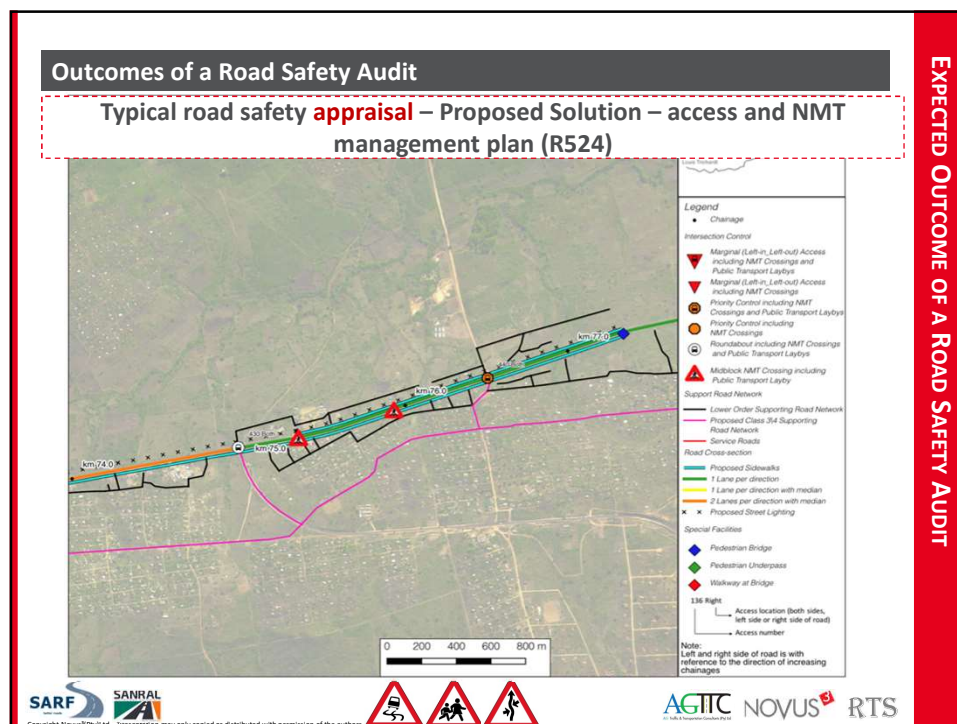 Outcomes of a Road Safety Audit
Typical road safety appraisal – Proposed Solution – access and NMT
management plan (R524)
EXPECTED OUTCOME OF A ROAD SAFETY AUDIT
Louis Trichardt
Legend
Chainage
Intersection Control
Marginal (Left-in_Left-out) Access
including NMT Crossings and
Public Transport Laybys
Marginal (Left-in_Left-out) Access
including NMT Crossings
Priority Control including NMT
Crossings and Public Transport Laybys
Priority Control including
NMT Crossings
Roundabout including NMT Crossings
and Public Transport Laybys
Midblock NMT Crossing including
Public Transport Layby
Support Road Network
Lower Order Supporting Road Network
Proposed Class 3\4 Supporting
Road Network
Service Roads
Road Cross-section
Proposed Sidewalks
1 Lane per direction
1 Lane per direction with median
2 Lanes per direction with median
Proposed Street Lighting
Special Facilities
Pedestrian Bridge
Pedestrian Underpass
Walkway at Bridge
136 Right
Access location (both sides,
left side or right side of road)
Access number
Note:
Left and right side of road is with
reference to the direction of increasing
chainages
km 77.0
km 76.0
km 75.0
km 74.0
0 200 400 600 800 m
SARF
SANRAL
AGTTC
NOVUS3
RTS